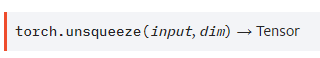 torch.unsqueeze(input, dim) → Tensor